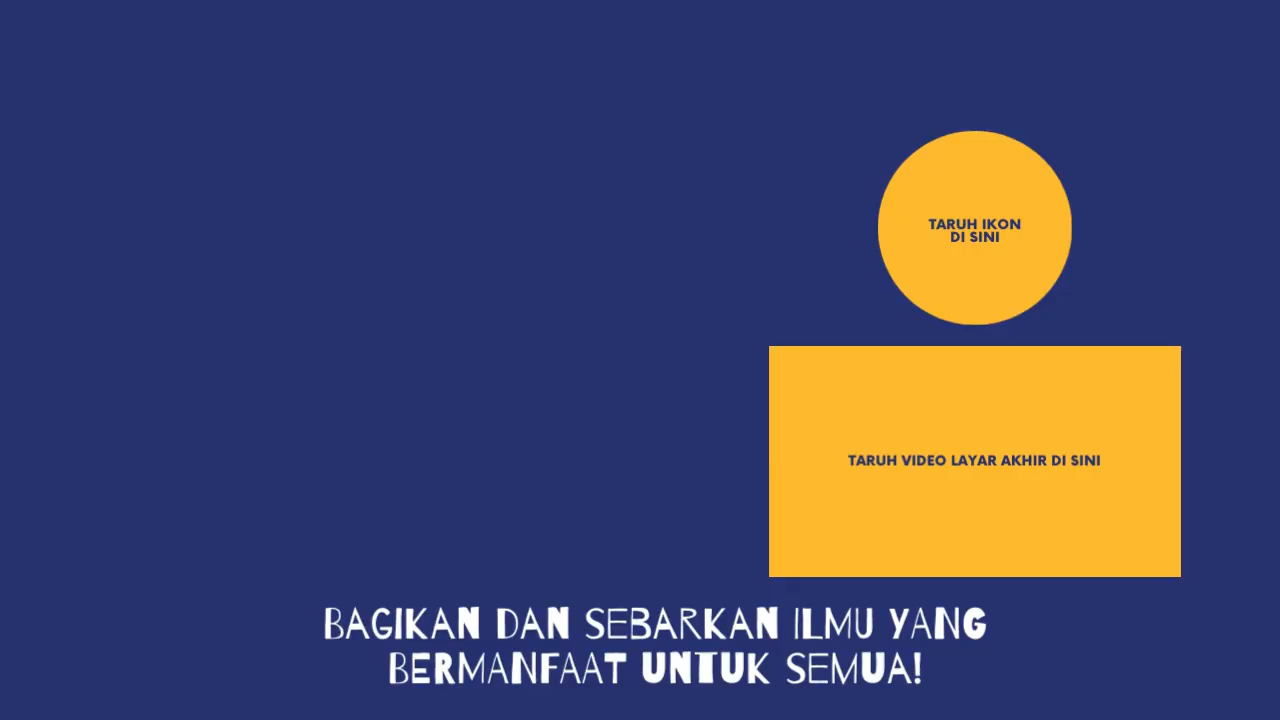 TARUH IKON
DI SINI
TARUH VIDEO LAYAR AKHIR DI SINI
BAGIKAN DAN SEBARKAN ILMU YANG
BERMANFAAT UNTUK SEMUA!